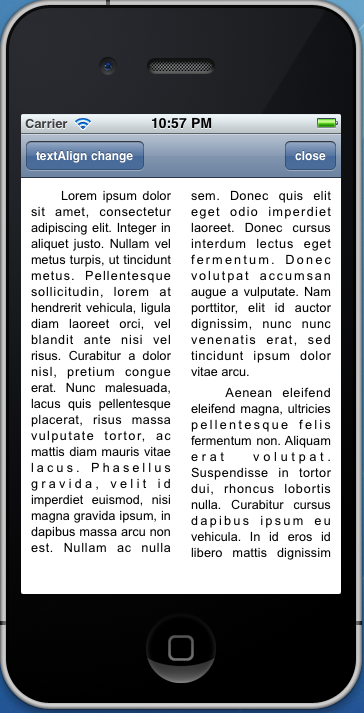 Carrier 10:57 PM
textAlign change close
Lorem ipsum dolor
sit amet, consectetur
adipiscing elit. Integer in
aliquet justo. Nullam vel
metus turpis, ut tincidunt
metus. Pellentesque
sollicitudin, lorem at
hendrerit vehicula, ligula
diam laoreet orci, vel
blandit ante nisi vel
risus. Curabitur a dolor
nisl, pretium congue
erat. Nunc malesuada,
lacus quis pellentesque
placerat, risus massa
vulputate tortor, ac
mattis diam mauris vitae
lacus. Phasellus
gravida, velit id
imperdiet euismod, nisi
magna gravida ipsum, in
dapibus massa arcu non
est. Nullam ac nulla
sem. Donec quis elit
eget odio imperdiet
laoreet. Donec cursus
interdum lectus eget
fermentum. Donec
volutpat accumsan
augue a vulputate. Nam
porttitor, elit id auctor
dignissim, nunc nunc
venenatis erat, sed
tincidunt ipsum dolor
vitae arcu.
Aenean eleifend
eleifend magna, ultricies
pellentesque felis
fermentum non. Aliquam
erat volutpat.
Suspendisse in tortor
dui, rhoncus lobortis
nulla. Curabitur cursus
dapibus ipsum eu
vehicula. In id eros id
libero mattis dignissim